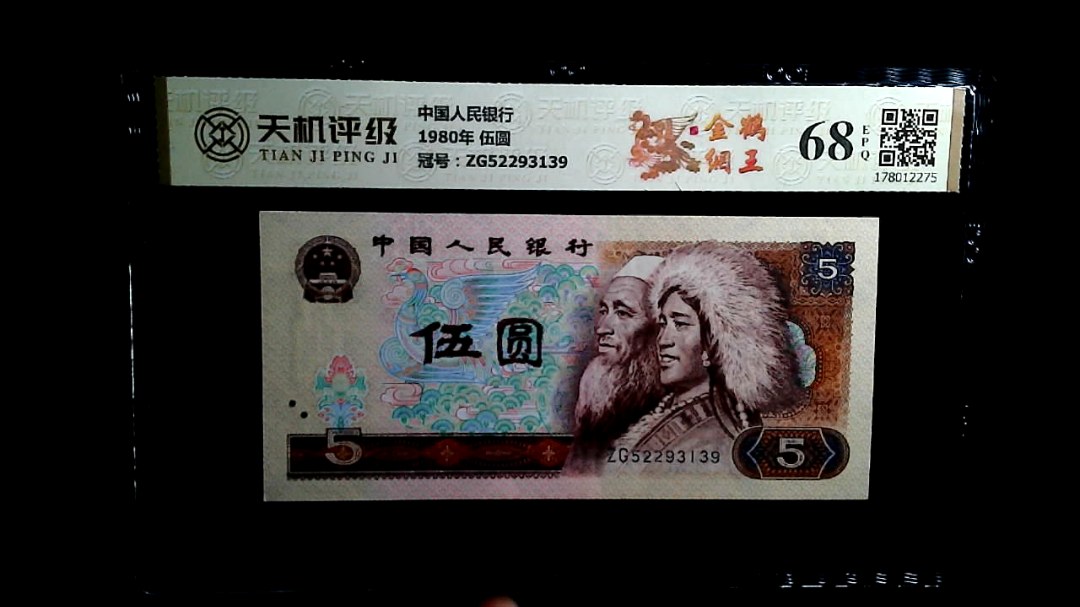 天机评级
TIAN JI PING JI
中国人民银行
1980年 伍圆
冠号：ZG52293139
金鹅
綑王
68
EPQ
178012275
中国人民银行
5
伍圆
5
ZG52293139
5